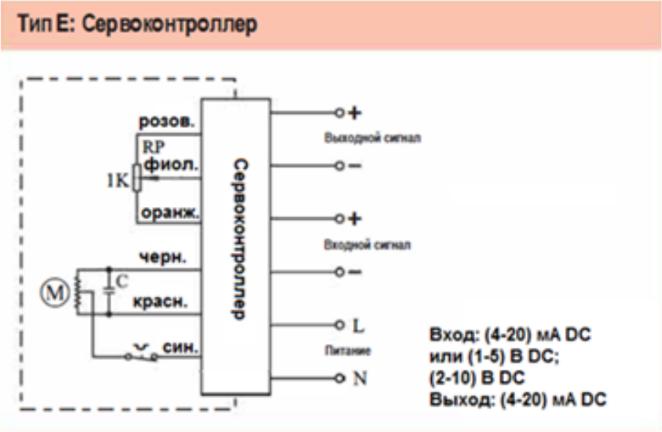 Тип Е: Сервоконтроллер
розов.
RP
фиол.
1K
оранж.
черн.
C
M
красн.
син.
Сервоконтроллер
+
Выходной сигнал
−
+
Входной сигнал
−
L
Питание
N
Вход: (4-20) мА DC
или (1-5) В DC;
(2-10) В DC
Выход: (4-20) мА DC